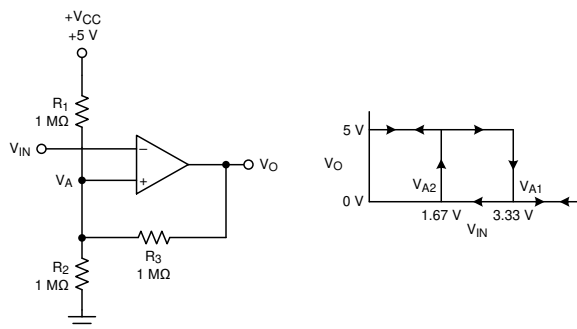 +VCC
+5 V
R1
1 MΩ
VIN
VA
−
+
VO
R2
1 MΩ
R3
1 MΩ
5 V
VO
0 V
VA2
VA1
1.67 V
3.33 V
VIN